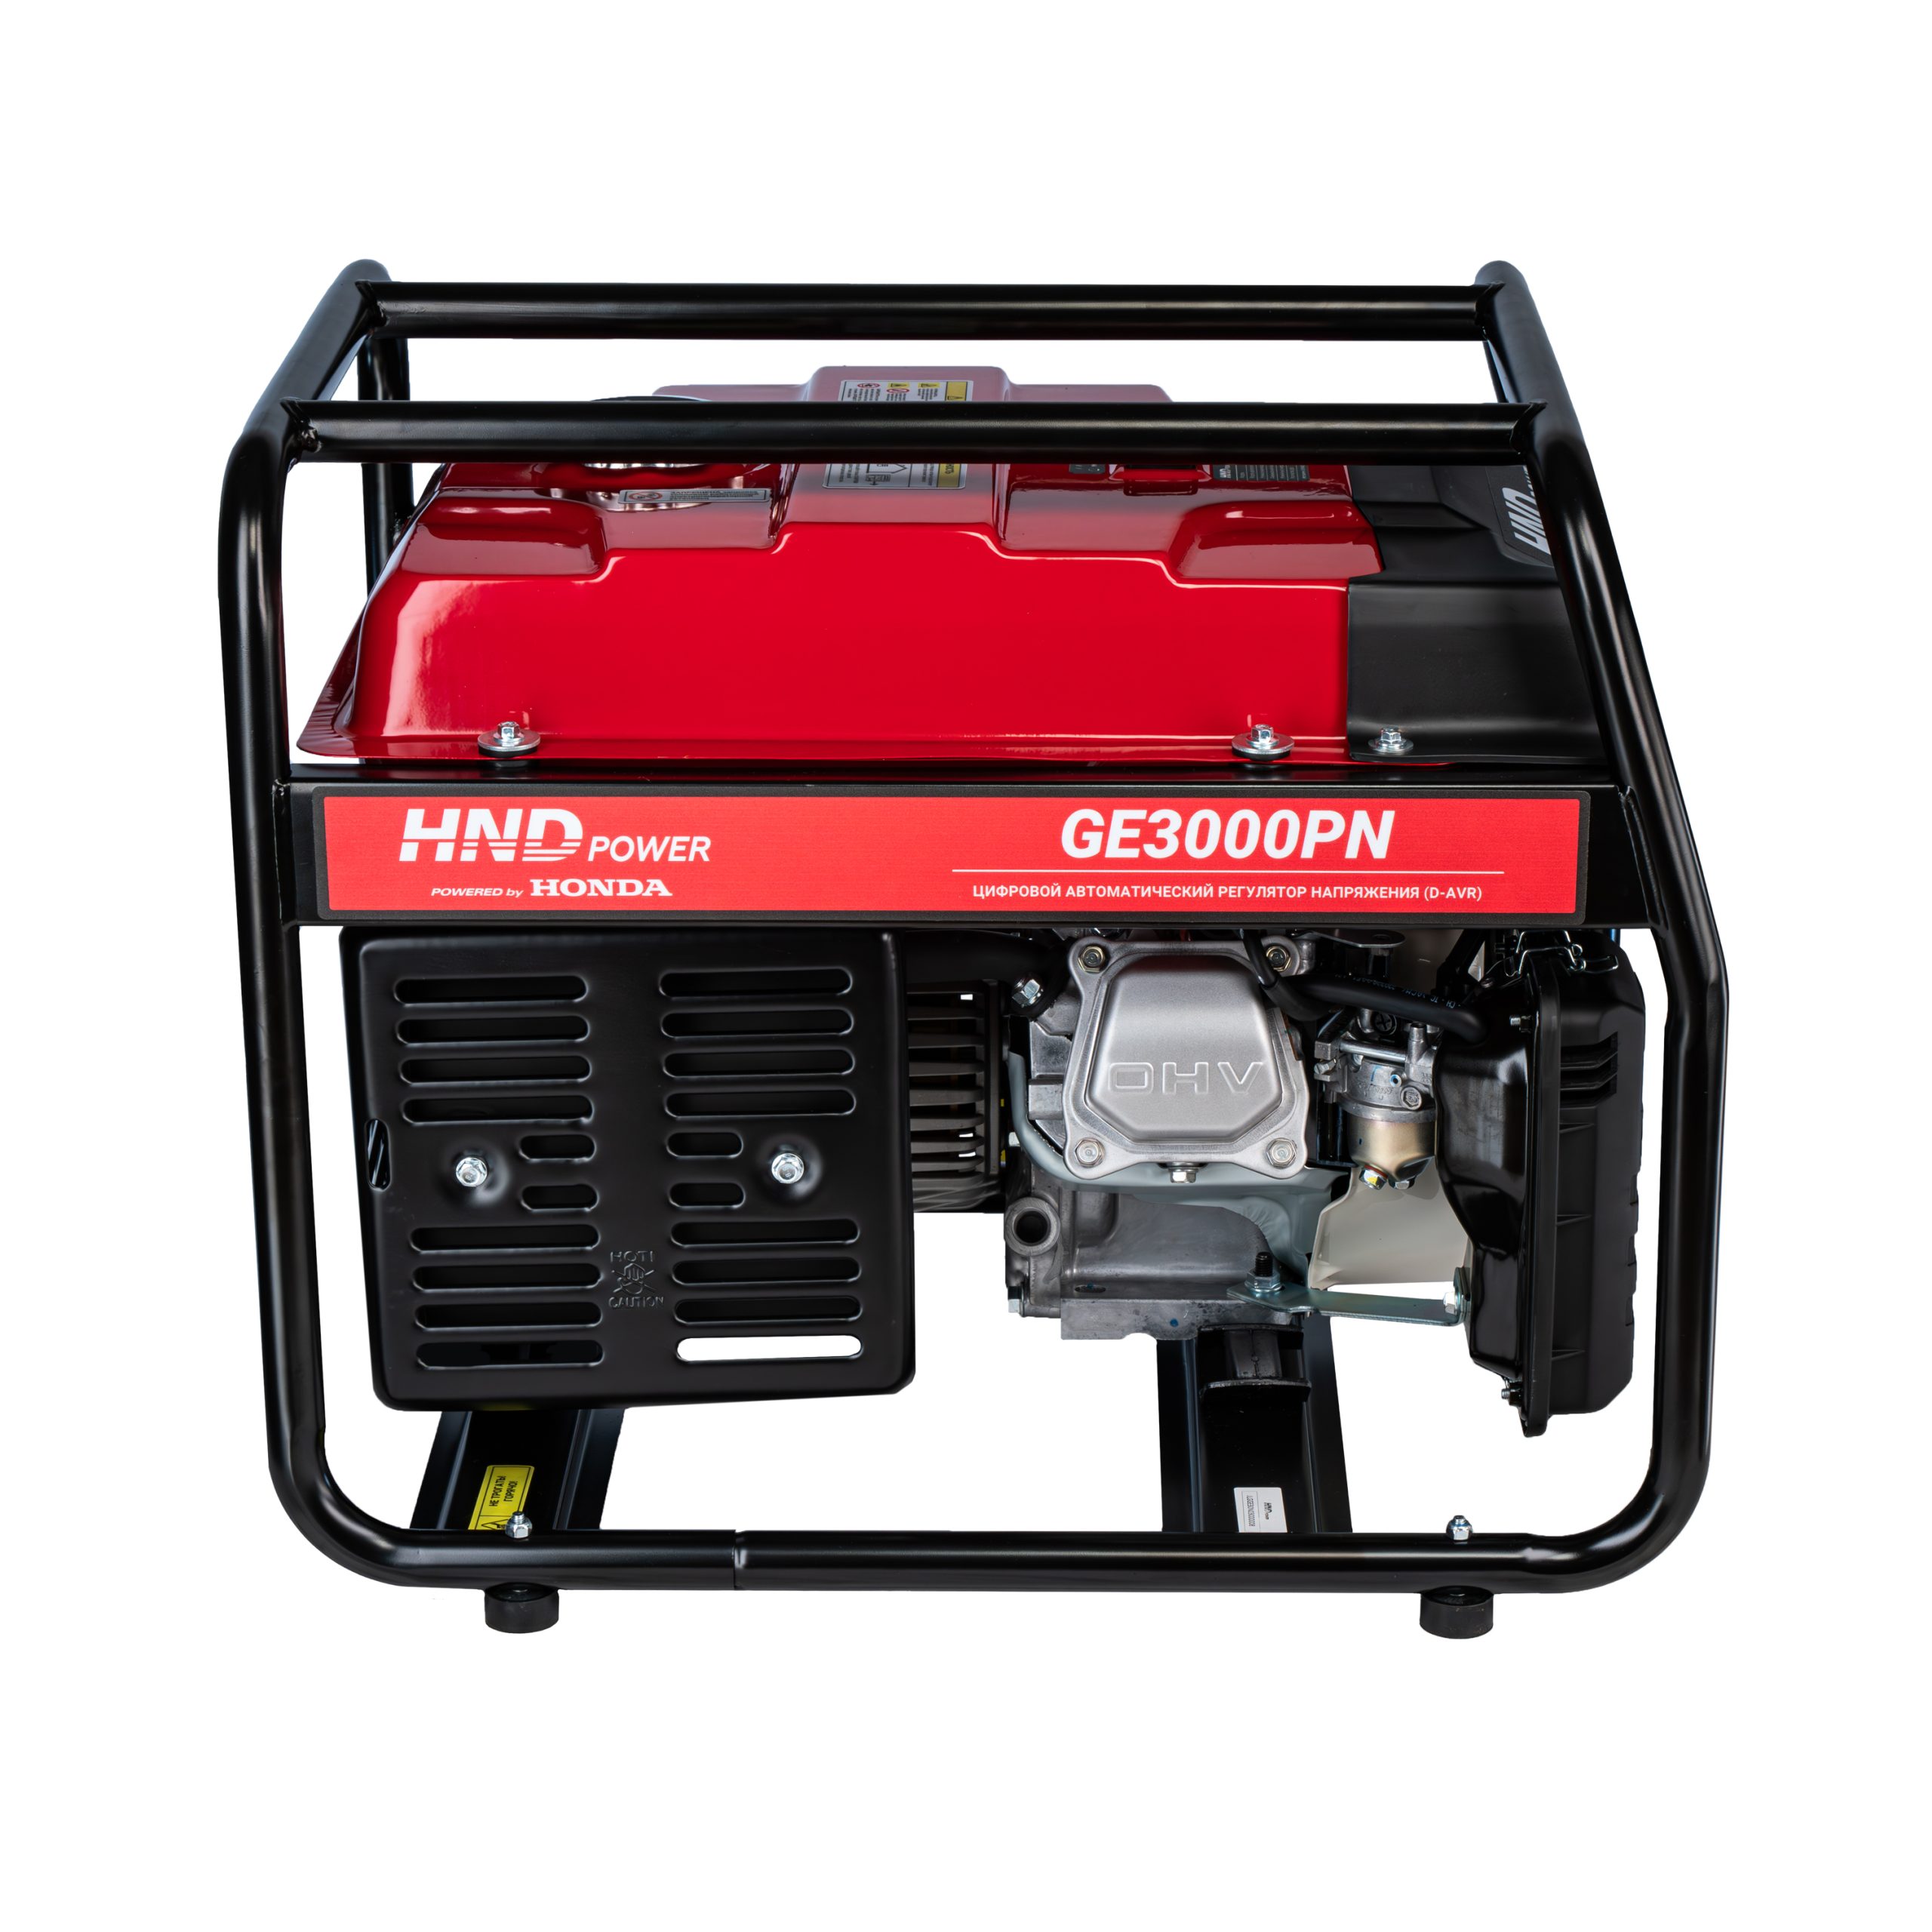 HND
HND POWER
POWERED by HONDA
GE3000PN
ЦИФРОВОЙ АВТОМАТИЧЕСКИЙ РЕГУЛЯТОР НАПРЯЖЕНИЯ (D-AVR)
OHV
HOT!
CAUTION
НЕ ТРОГАТЬ!
ГОРЯЧО!